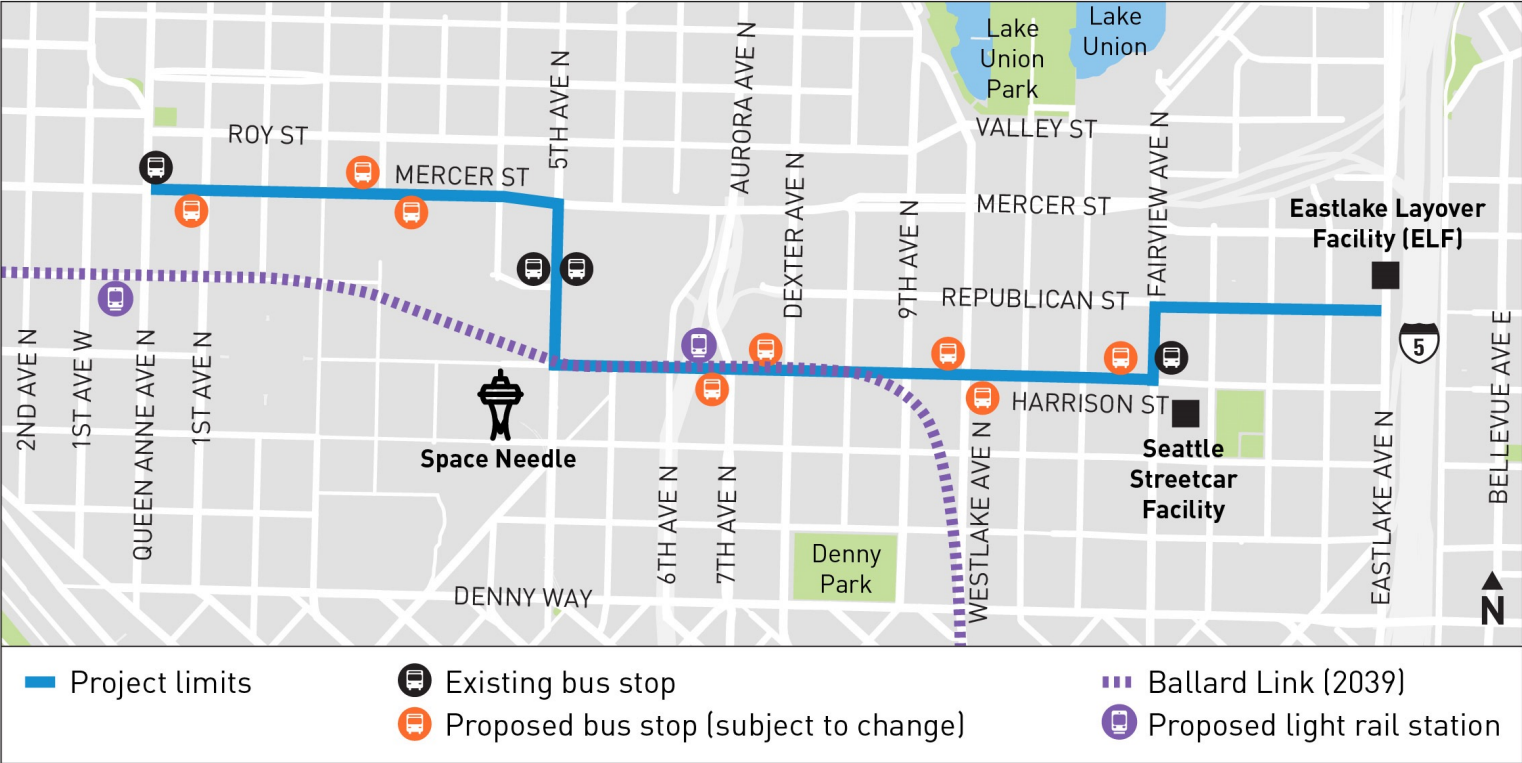 Lake
Union
Park
Lake
Union
ROY ST
5TH AVE N
AURORA AVE N
VALLEY ST
MERCER ST
DEXTER AVE N
9TH AVE N
MERCER ST
FAIRVIEW AVE N
Eastlake Layover
Facility (ELF)
REPUBLICAN ST
5
2ND AVE N
1ST AVE W
QUEEN ANNE AVE N
1ST AVE N
Space Needle
HARRISON ST
Seattle
Streetcar
Facility
6TH AVE N
7TH AVE N
WESTLAKE AVE N
EASTLAKE AVE N
BELLEVUE AVE E
Denny
Park
DENNY WAY
N
Project limits
Existing bus stop
Proposed bus stop (subject to change)
Ballard Link (2039)
Proposed light rail station